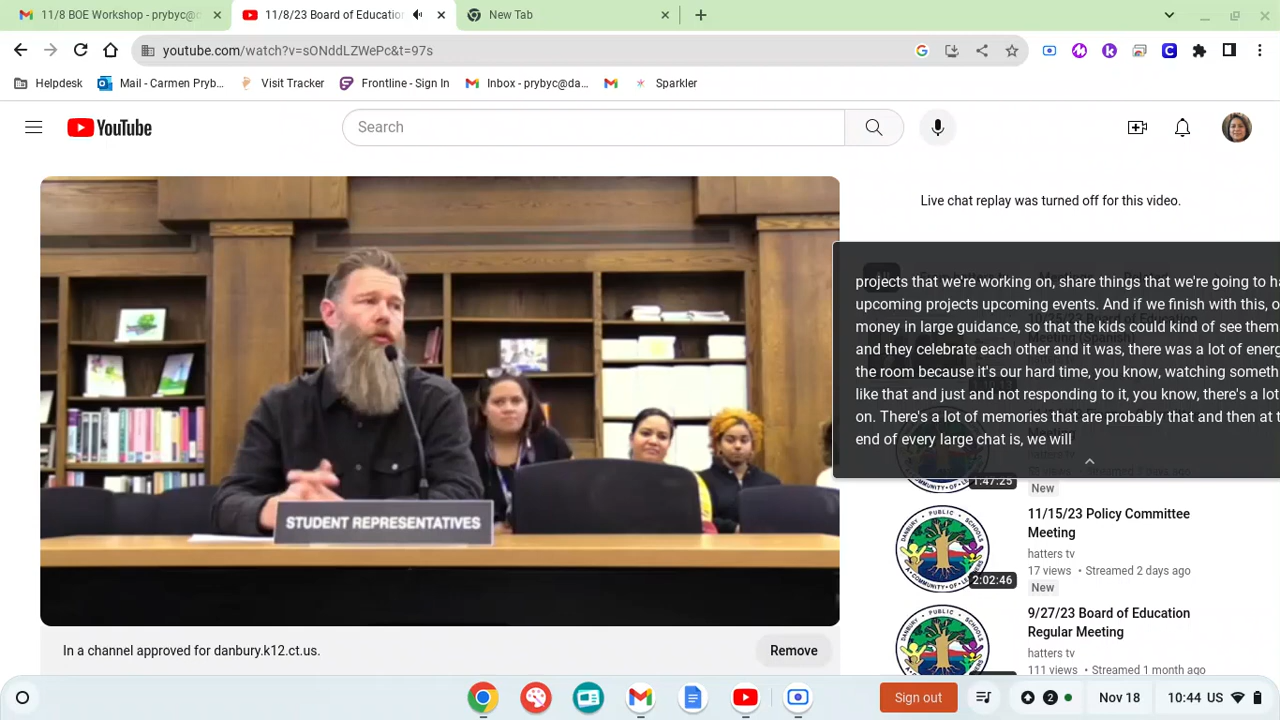 11/8 BOE Workshop - prybyc@
11/8/23 Board of Education
New Tab
youtube.com/watch?v=sONddLZWePc&t=97s
Helpdesk
Mail - Carmen Pryb...
Visit Tracker
Frontline - Sign In
Inbox - prybyc@da...
Sparkler
YouTube
Search
Live chat replay was turned off for this video.
projects that we're working on, share things that we're going to ha
upcoming projects upcoming events. And if we finish with this, o
money in large guidance, so that the kids could kind of see them
and they celebrate each other and it was, there was a lot of energ
the room because it's our hard time, you know, watching someth
like that and just and not responding to it, you know, there's a lot
on. There's a lot of memories that are probably that and then at t
end of every large chat is, we will
STUDENT REPRESENTATIVES
1:47:25
New
DANBURY PUBLIC SCHOOLS
A COMMUNITY OF LEARNERS
2:02:46
11/15/23 Policy Committee
Meeting
hatters tv
17 views • Streamed 2 days ago
New
9/27/23 Board of Education
Regular Meeting
hatters tv
111 views • Streamed 1 month ago
In a channel approved for danbury.k12.ct.us.
Remove
Sign out
2
Nov 18
10:44 US